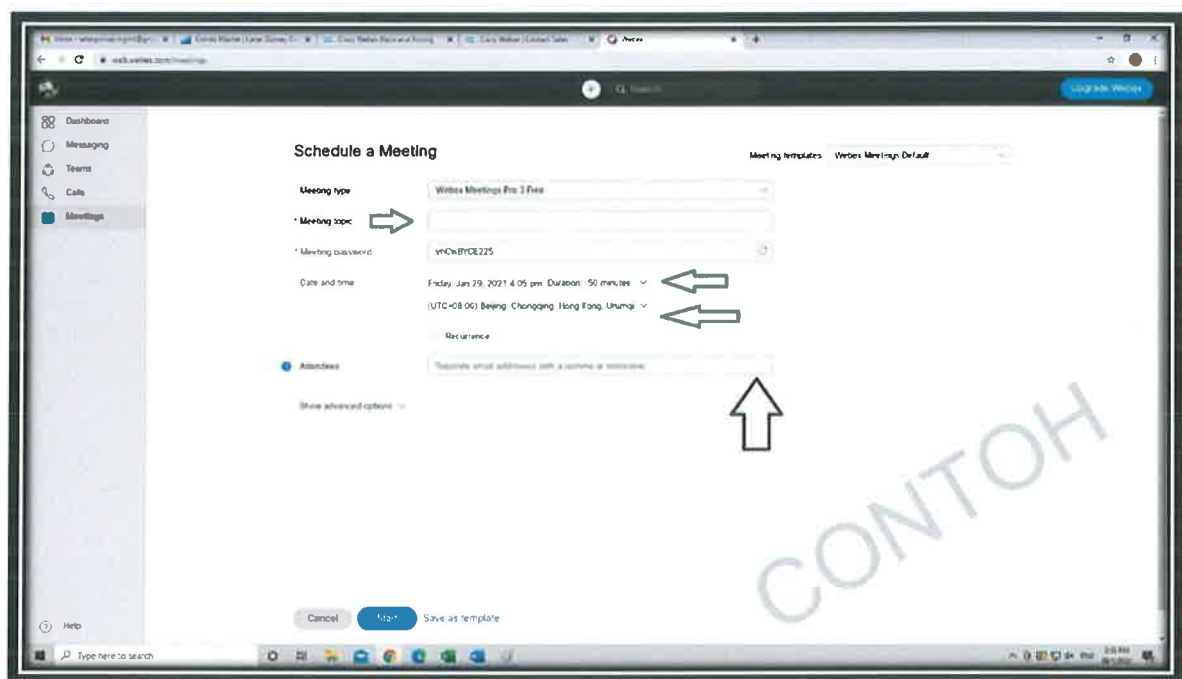 Search
Upgrade Webex
Dashboard
Messaging
Teams
Calls
Meetings
Schedule a Meeting
Meeting templates Webex Meetings Default
Meeting type Webex Meetings Pro 3 Free
* Meeting topic
* Meeting password
Date and time Friday, Jan 29, 2021 4:05 pm Duration: 50 minutes
(UTC+08:00) Beijing, Chongqing, Hong Kong, Urumqi
Recurrence
Attendees Separate email addresses with a comma or semicolon
Show advanced options
CONTOH
Cancel Start Save as template
Help
Type here to search
ENG